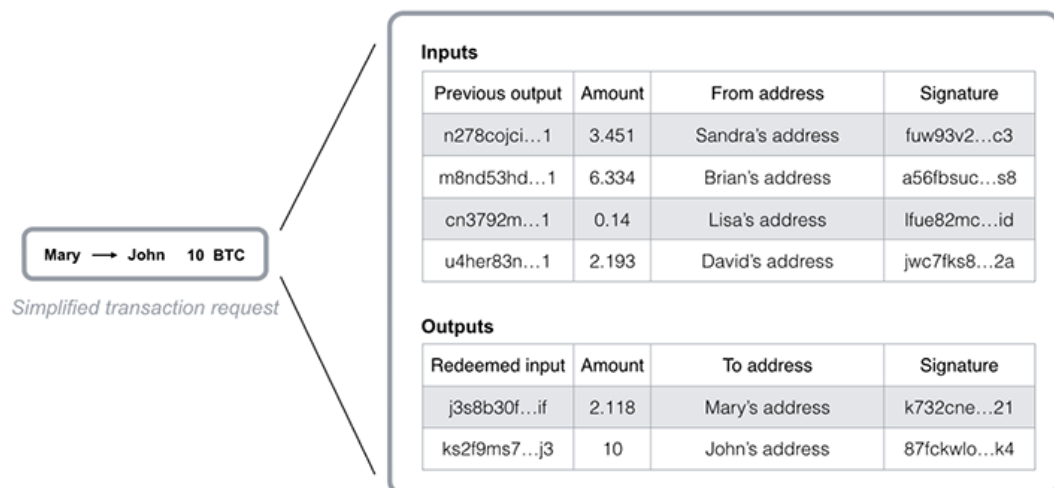 Mary → John 10 BTC
Simplified transaction request
Inputs
Previous output Amount From address Signature
n278cojci...1 3.451 Sandra's address fuw93v2...c3
m8nd53hd...1 6.334 Brian's address a56fbsuc...s8
cn3792m...1 0.14 Lisa's address lfue82mc...id
u4her83n...1 2.193 David's address jwc7fks8...2a
Outputs
Redeemed input Amount To address Signature
j3s8b30f...if 2.118 Mary's address k732cne...21
ks2f9ms7...j3 10 John's address 87fckwlo...k4